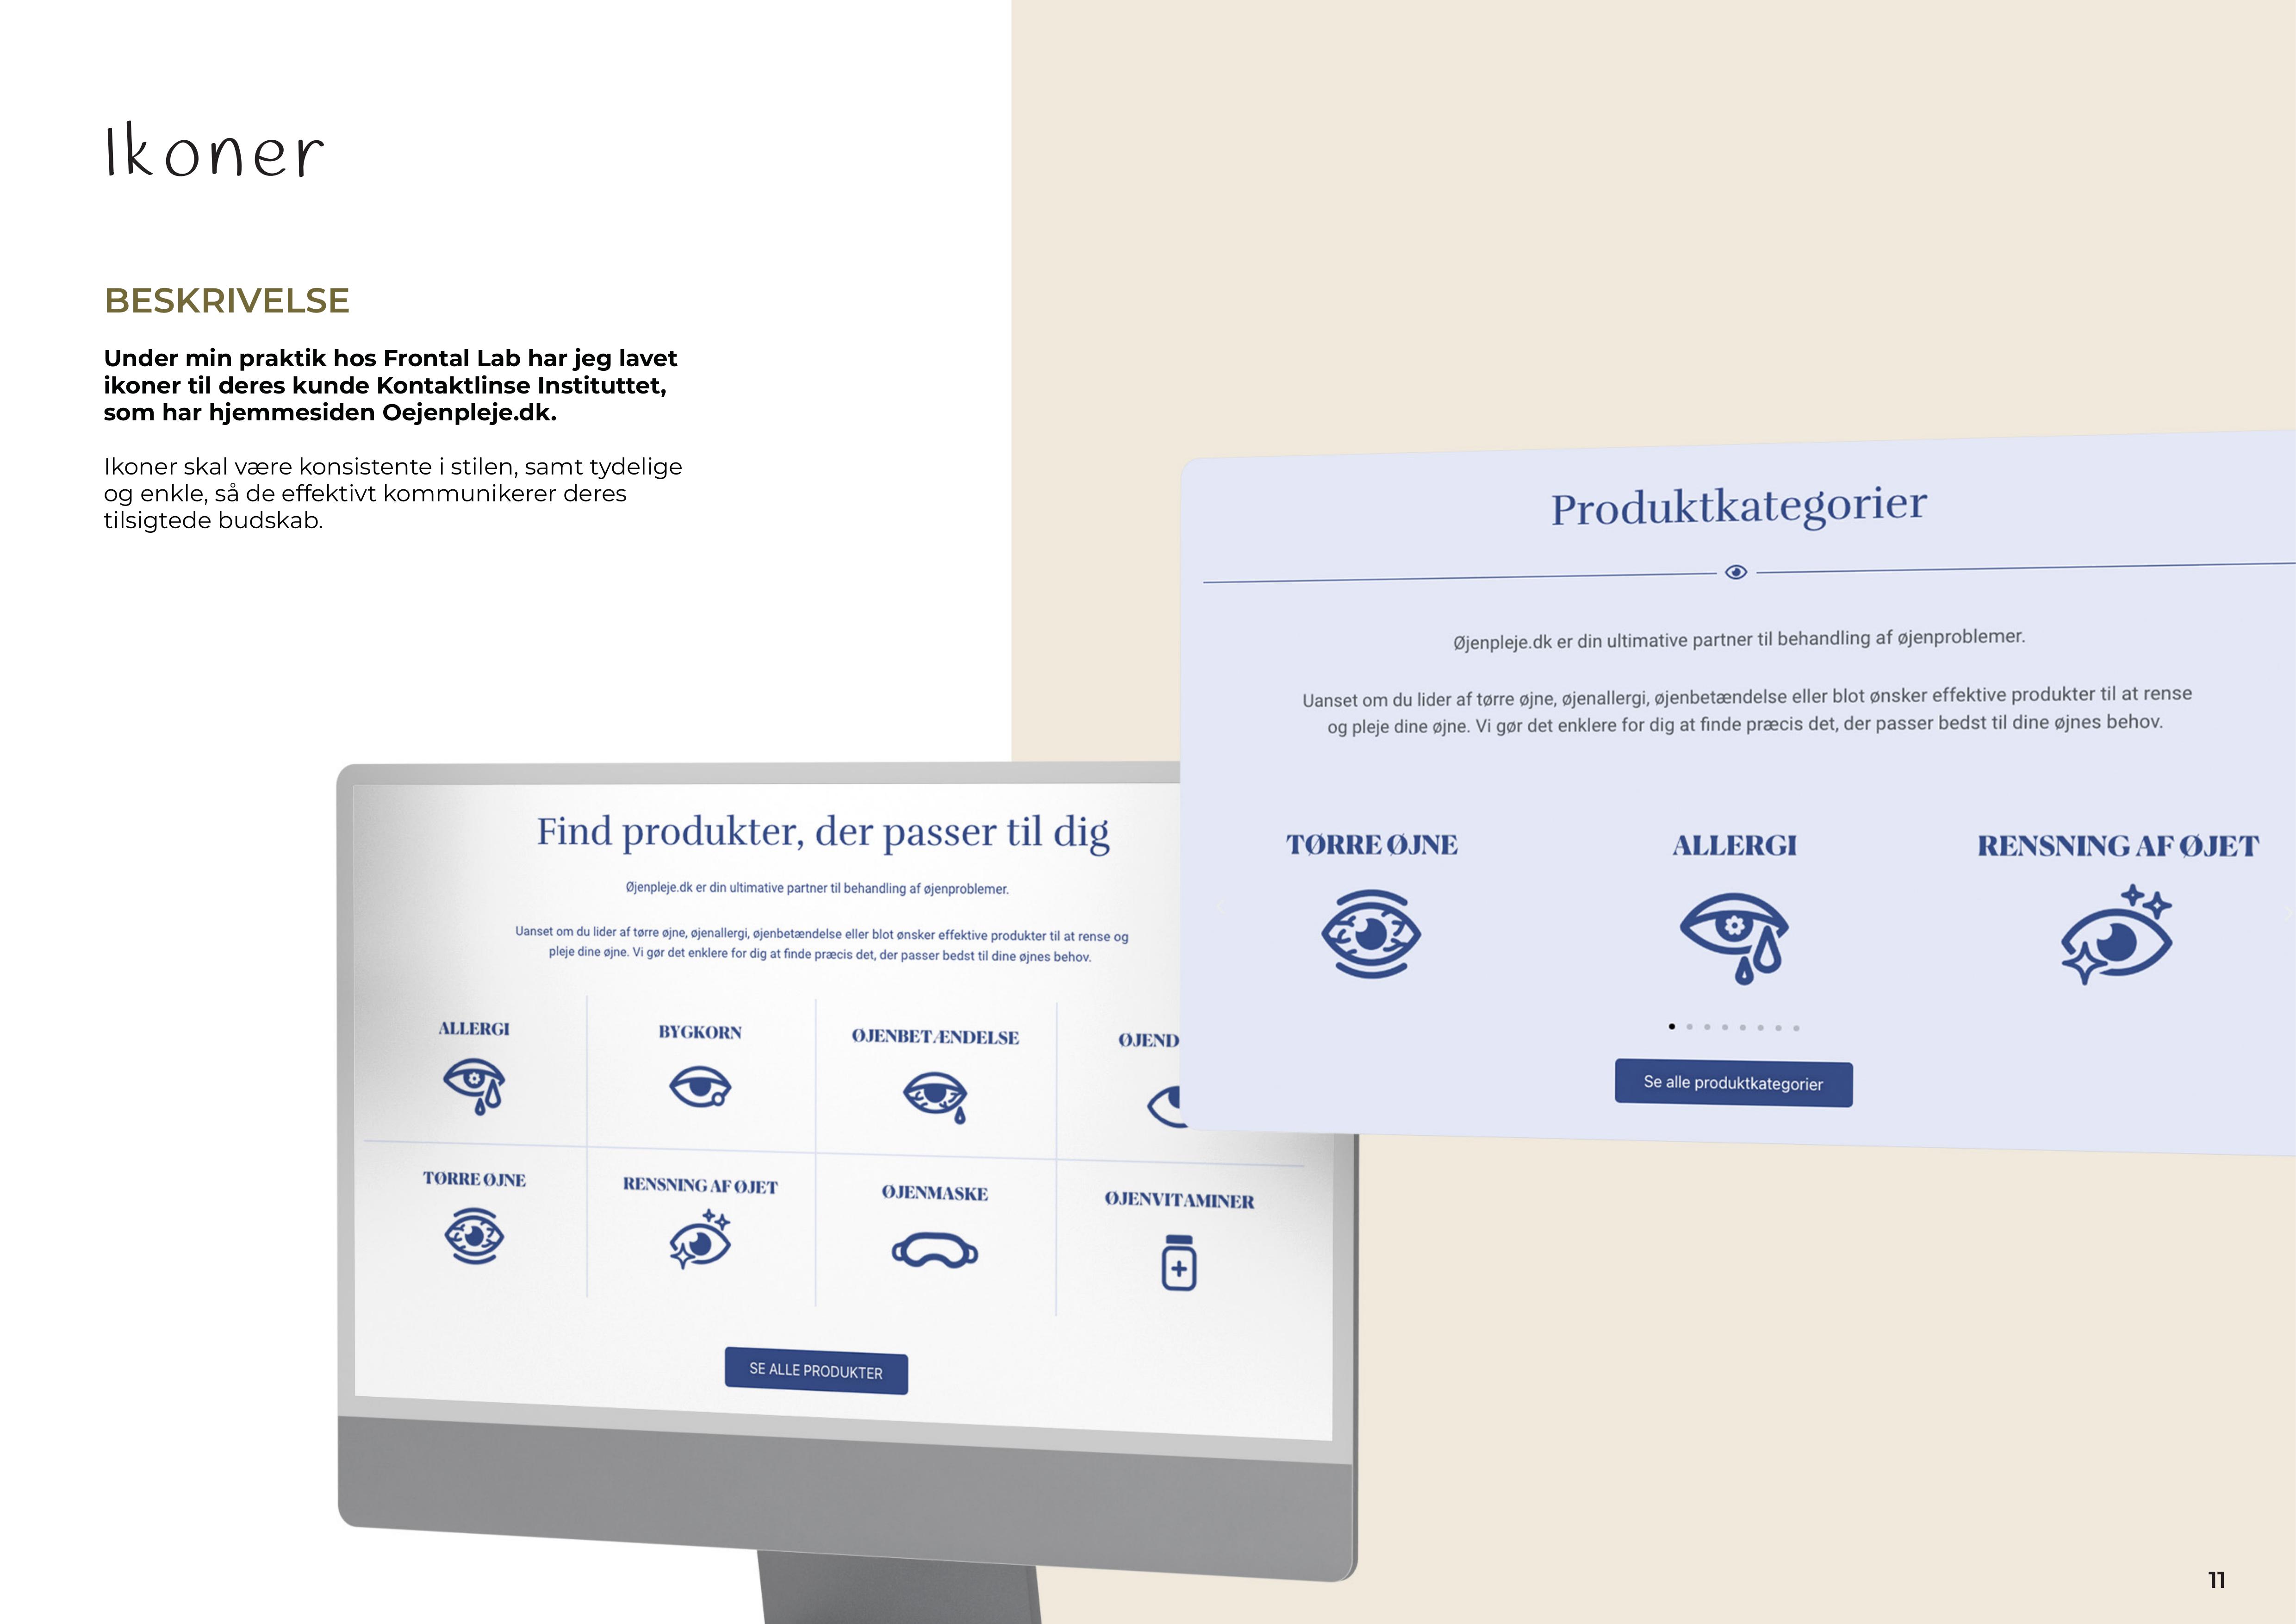 Ikoner
BESKRIVELSE
Under min praktik hos Frontal Lab har jeg lavet
ikoner til deres kunde Kontaktlinse Instituttet,
som har hjemmesiden Oejenpleje.dk.
Ikoner skal være konsistente i stilen, samt tydelige
og enkle, så de effektivt kommunikerer deres
tilsigtede budskab.
Find produkter, der passer til dig
Øjenpleje.dk er din ultimative partner til behandling af øjenproblemer.
Uanset om du lider af tørre øjne, øjenallergi, øjenbetændelse eller blot ønsker effektive produkter til at rense og
pleje dine øjne. Vi gør det enklere for dig at finde præcis det, der passer bedst til dine øjnes behov.
ALLERGI
BYGKORN
ØJENBETÆNDELSE
ØJEND
TØRRE ØJNE
RENSNING AF ØJET
ØJENMASKE
ØJENVITAMINER
SE ALLE PRODUKTER
Produktkategorier
Øjenpleje.dk er din ultimative partner til behandling af øjenproblemer.
Uanset om du lider af tørre øjne, øjenallergi, øjenbetændelse eller blot ønsker effektive produkter til at rense
og pleje dine øjne. Vi gør det enklere for dig at finde præcis det, der passer bedst til dine øjnes behov.
TØRRE ØJNE
ALLERGI
RENSNING AF ØJET
Se alle produktkategorier
11